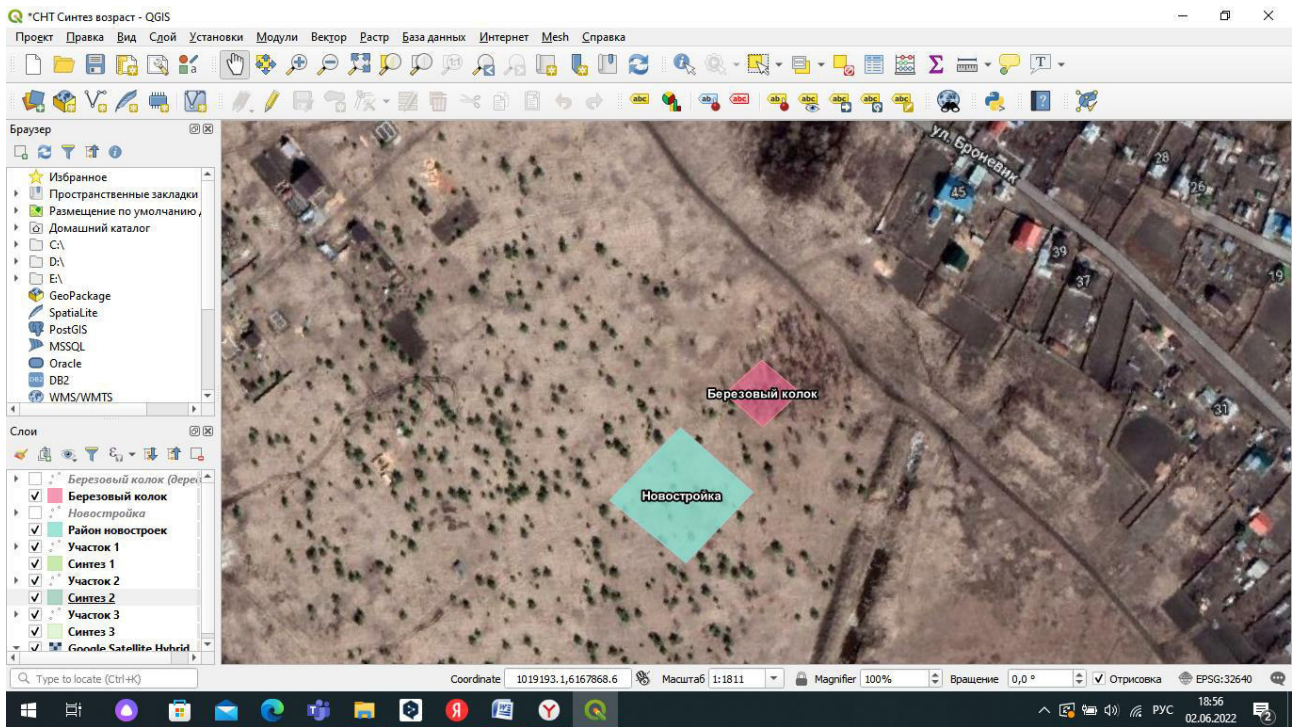 *СНТ Синтез возраст - QGIS
Проект Правка Вид Слой Установки Модули Вектор Растр База данных Интернет Mesh Справка
Браузер
Избранное
Пространственные закладки
Размещение по умолчанию
Домашний каталог
C:\
D:\
E:\
GeoPackage
SpatiaLite
PostGIS
MSSQL
Oracle
DB2
WMS/WMTS
Слои
Березовый колок (дерев
Березовый колок
Новостройка
Район новостроек
Участок 1
Синтез 1
Участок 2
Синтез 2
Участок 3
Синтез 3
Google Satellite Hybrid
ул. Броневик
28
26
45
39
37
19
31
Березовый колок
Новостройка
Type to locate (Ctrl+K) Coordinate 1019193.1,6167868.6 Масштаб 1:1811 Magnifier 100% Вращение 0,0 ° Отрисовка EPSG:32640
РУС 18:56
02.06.2022